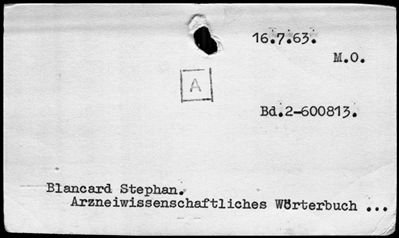 16.7.63.
M.O.
A
Bd.2-600813.
Blancard Stephan.
Arzneiwissenschaftliches Wörterbuch ...